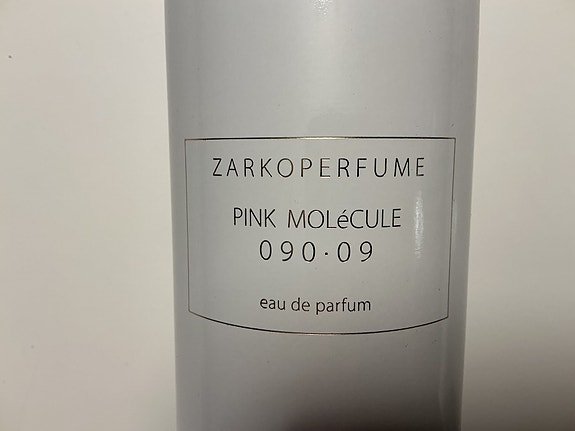 ZARKOPERFUME
PINK MOLéCULE
090·09
eau de parfum